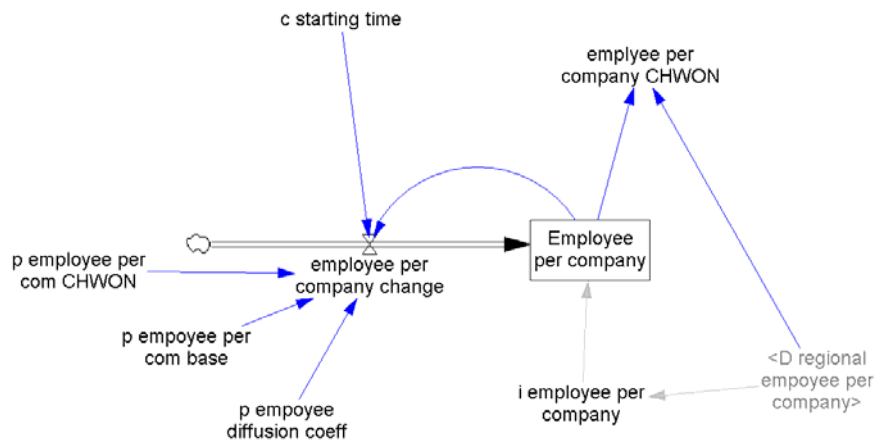 c starting time
emplyee per
company CHWON
Employee
per company
p employee per
com CHWON
employee per
company change
p empoyee per
com base
p empoyee
diffusion coeff
i employee per
company
<D regional
empoyee per
company>